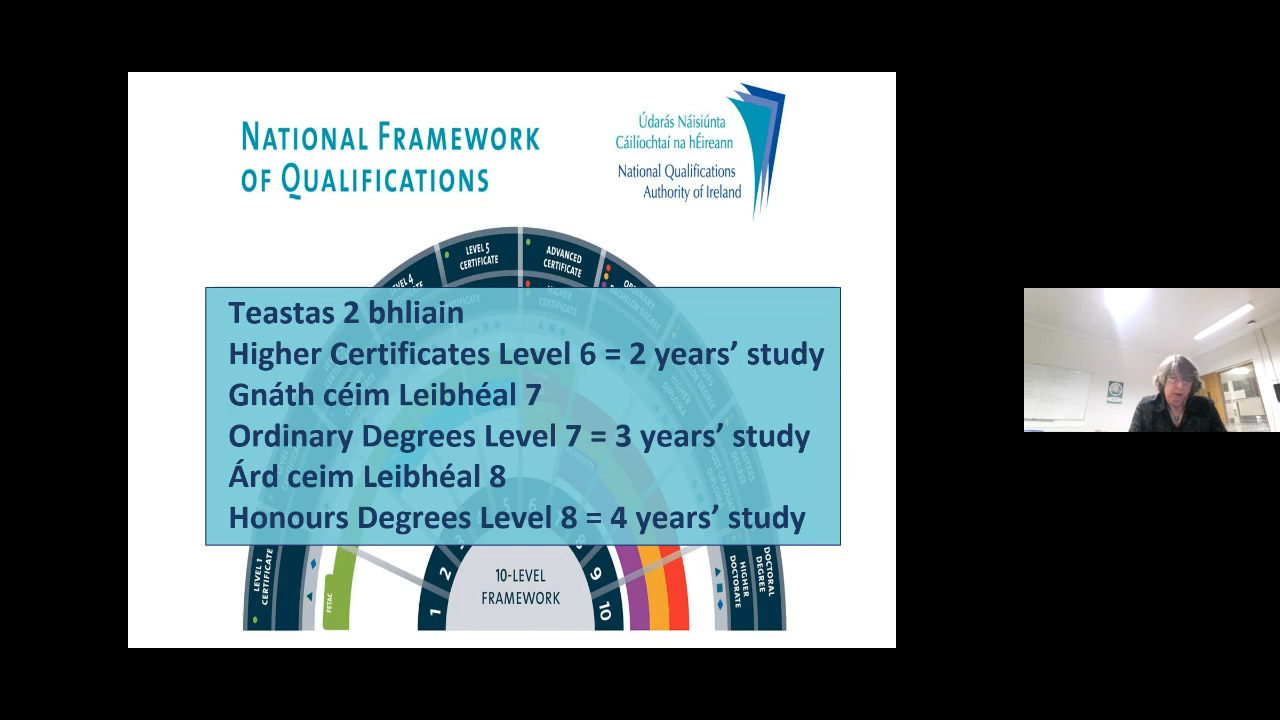 NATIONAL FRAMEWORK
OF QUALIFICATIONS
Údarás Náisiúnta
Cáilíochtaí na hÉireann
National Qualifications
Authority of Ireland
LEVEL 5
CERTIFICATE
ADVANCED
CERTIFICATE
Teastas 2 bhliain
Higher Certificates Level 6 = 2 years’ study
Gnáth céim Leibhéal 7
Ordinary Degrees Level 7 = 3 years’ study
Árd ceim Leibhéal 8
Honours Degrees Level 8 = 4 years’ study
LEVEL 1
CERTIFICATE
FETAC
1
2
3
10-LEVEL
FRAMEWORK
8
9
10
HIGHER
DOCTORATE
DOCTORAL
DEGREE